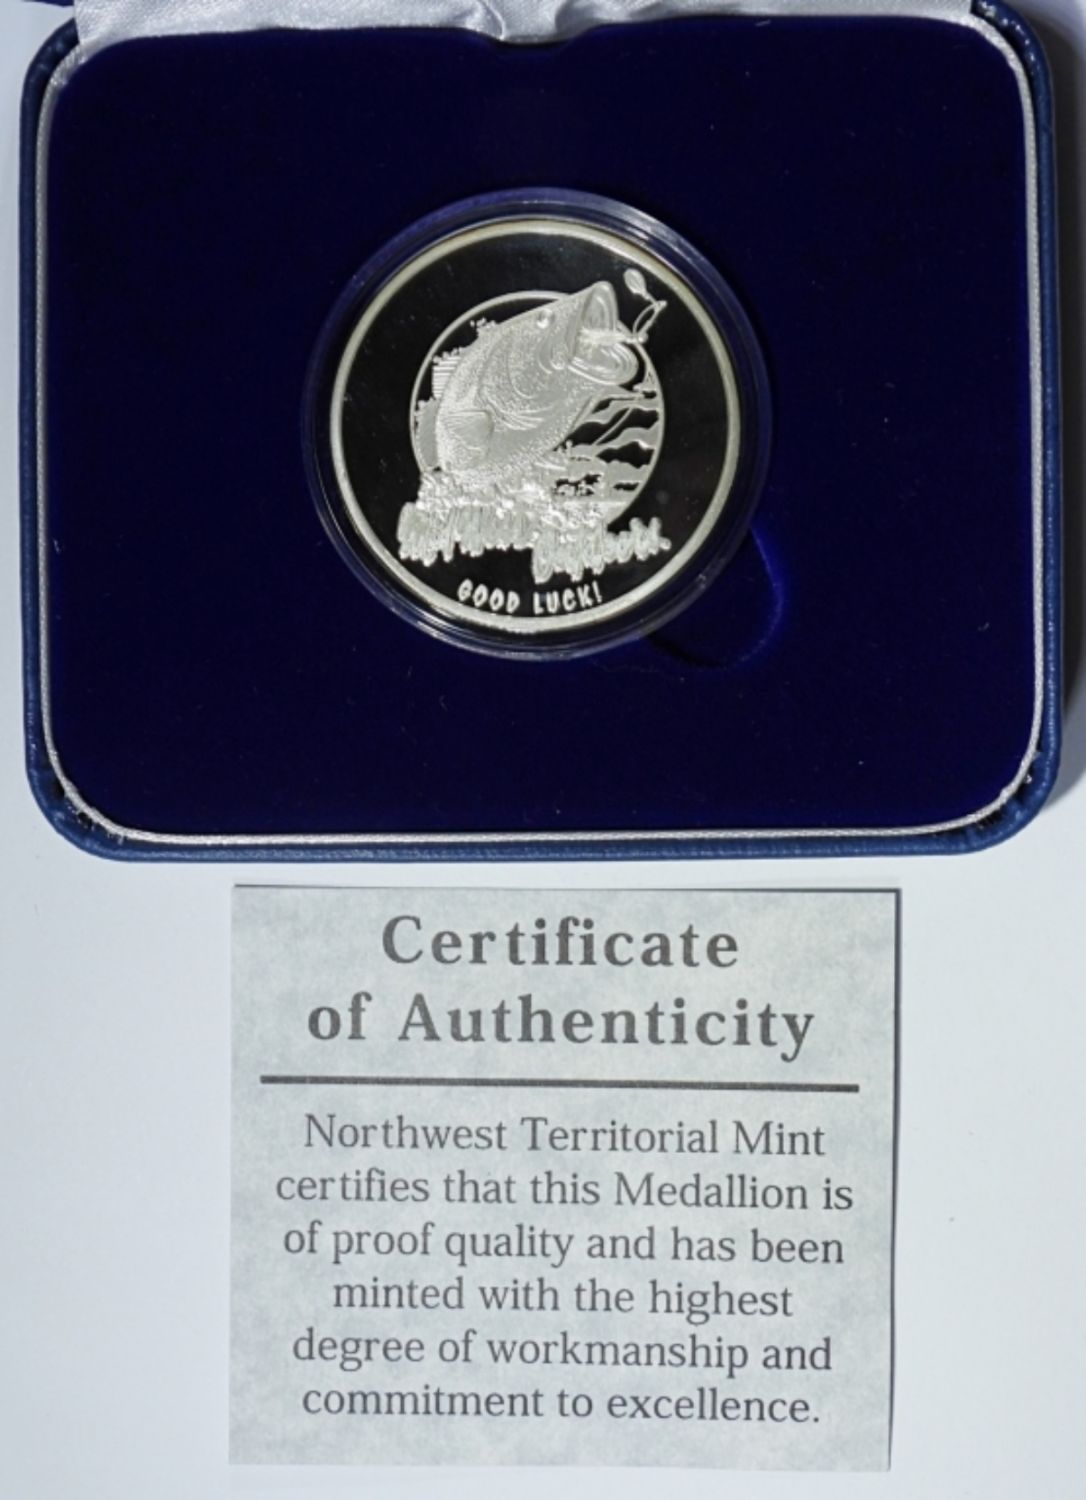 GOOD LUCK!
Certificate
of Authenticity
Northwest Territorial Mint
certifies that this Medallion is
of proof quality and has been
minted with the highest
degree of workmanship and
commitment to excellence.